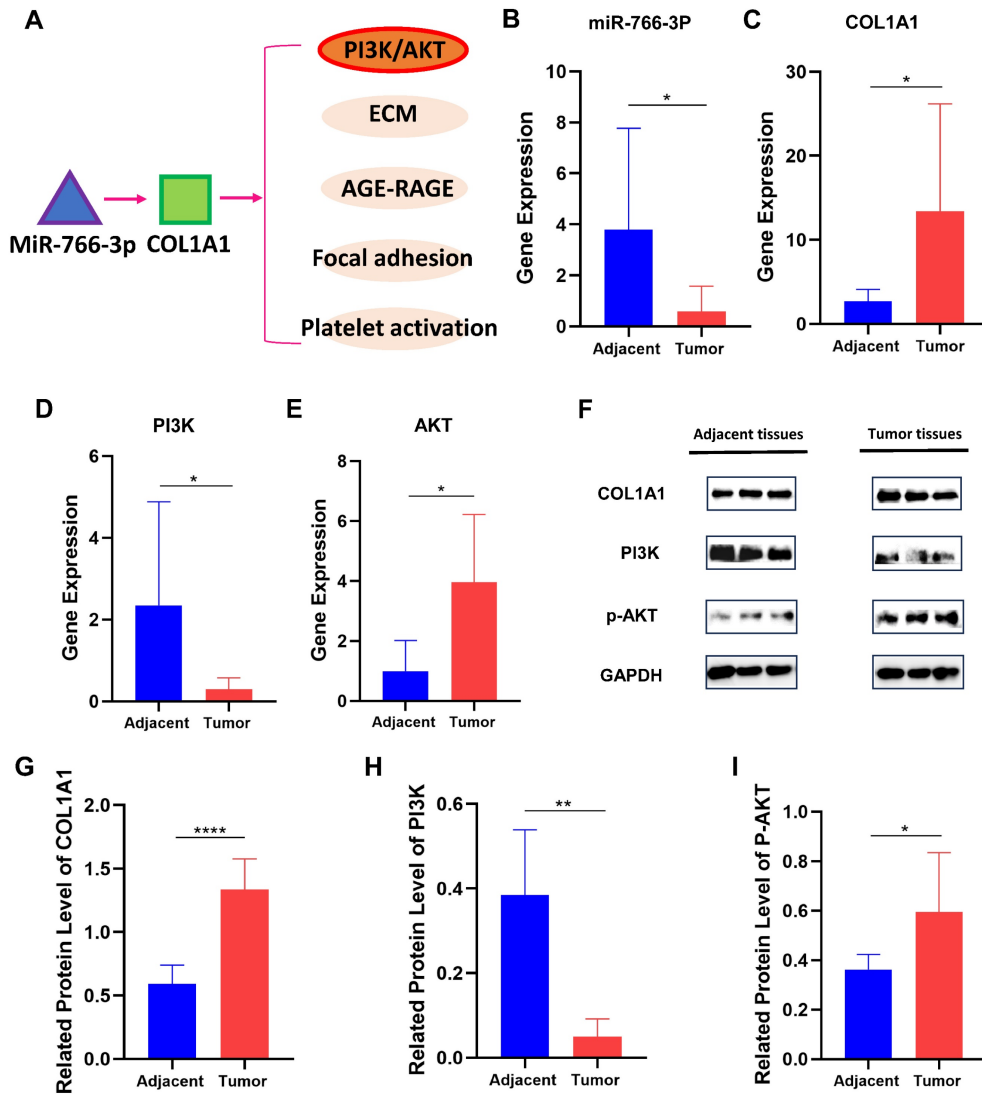 A
PI3K/AKT
ECM
AGE-RAGE
Focal adhesion
Platelet activation
MiR-766-3p
COL1A1
B
miR-766-3P
Gene Expression
10
8
6
4
2
0
*
Adjacent
Tumor
C
COL1A1
Gene Expression
30
20
10
0
*
Adjacent
Tumor
D
PI3K
Gene Expression
6
4
2
0
*
Adjacent
Tumor
E
AKT
Gene Expression
8
6
4
2
0
*
Adjacent
Tumor
F
Adjacent tissues
Tumor tissues
COL1A1
PI3K
p-AKT
GAPDH
G
Related Protein Level of COL1A1
2.0
1.5
1.0
0.5
0.0
****
Adjacent
Tumor
H
Related Protein Level of PI3K
0.6
0.4
0.2
0.0
**
Adjacent
Tumor
I
Related Protein Level of P-AKT
1.0
0.8
0.6
0.4
0.2
0.0
*
Adjacent
Tumor